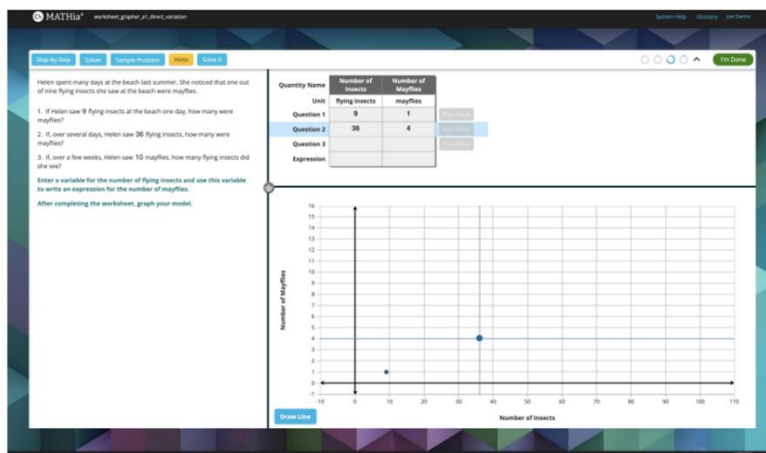 MATHia® worksheet_grapher_a1_direct_variation System Help Glossary Joe Demo
Step-by-Step Solver Sample Problem Hints Solve It I'm Done
Helen spent many days at the beach last summer. She noticed that one out
of nine flying insects she saw at the beach were mayflies.
1. If Helen saw 9 flying insects at the beach one day, how many were
mayflies?
2. If, over several days, Helen saw 36 flying insects, how many were
mayflies?
3. If, over a few weeks, Helen saw 10 mayflies, how many flying insects did
she see?
Enter a variable for the number of flying insects and use this variable
to write an expression for the number of mayflies.
After completing the worksheet, graph your model.
Quantity Name Number of Insects Number of Mayflies
Unit flying insects mayflies
Question 1 9 1 Plot Point
Question 2 36 4 Plot Point
Question 3 Plot Point
Expression
Number of Mayflies
16
15
14
13
12
11
10
9
8
7
6
5
4
3
2
1
0
-1
-10 0 10 20 30 40 50 60 70 80 90 100 110
Draw Line
Number of Insects